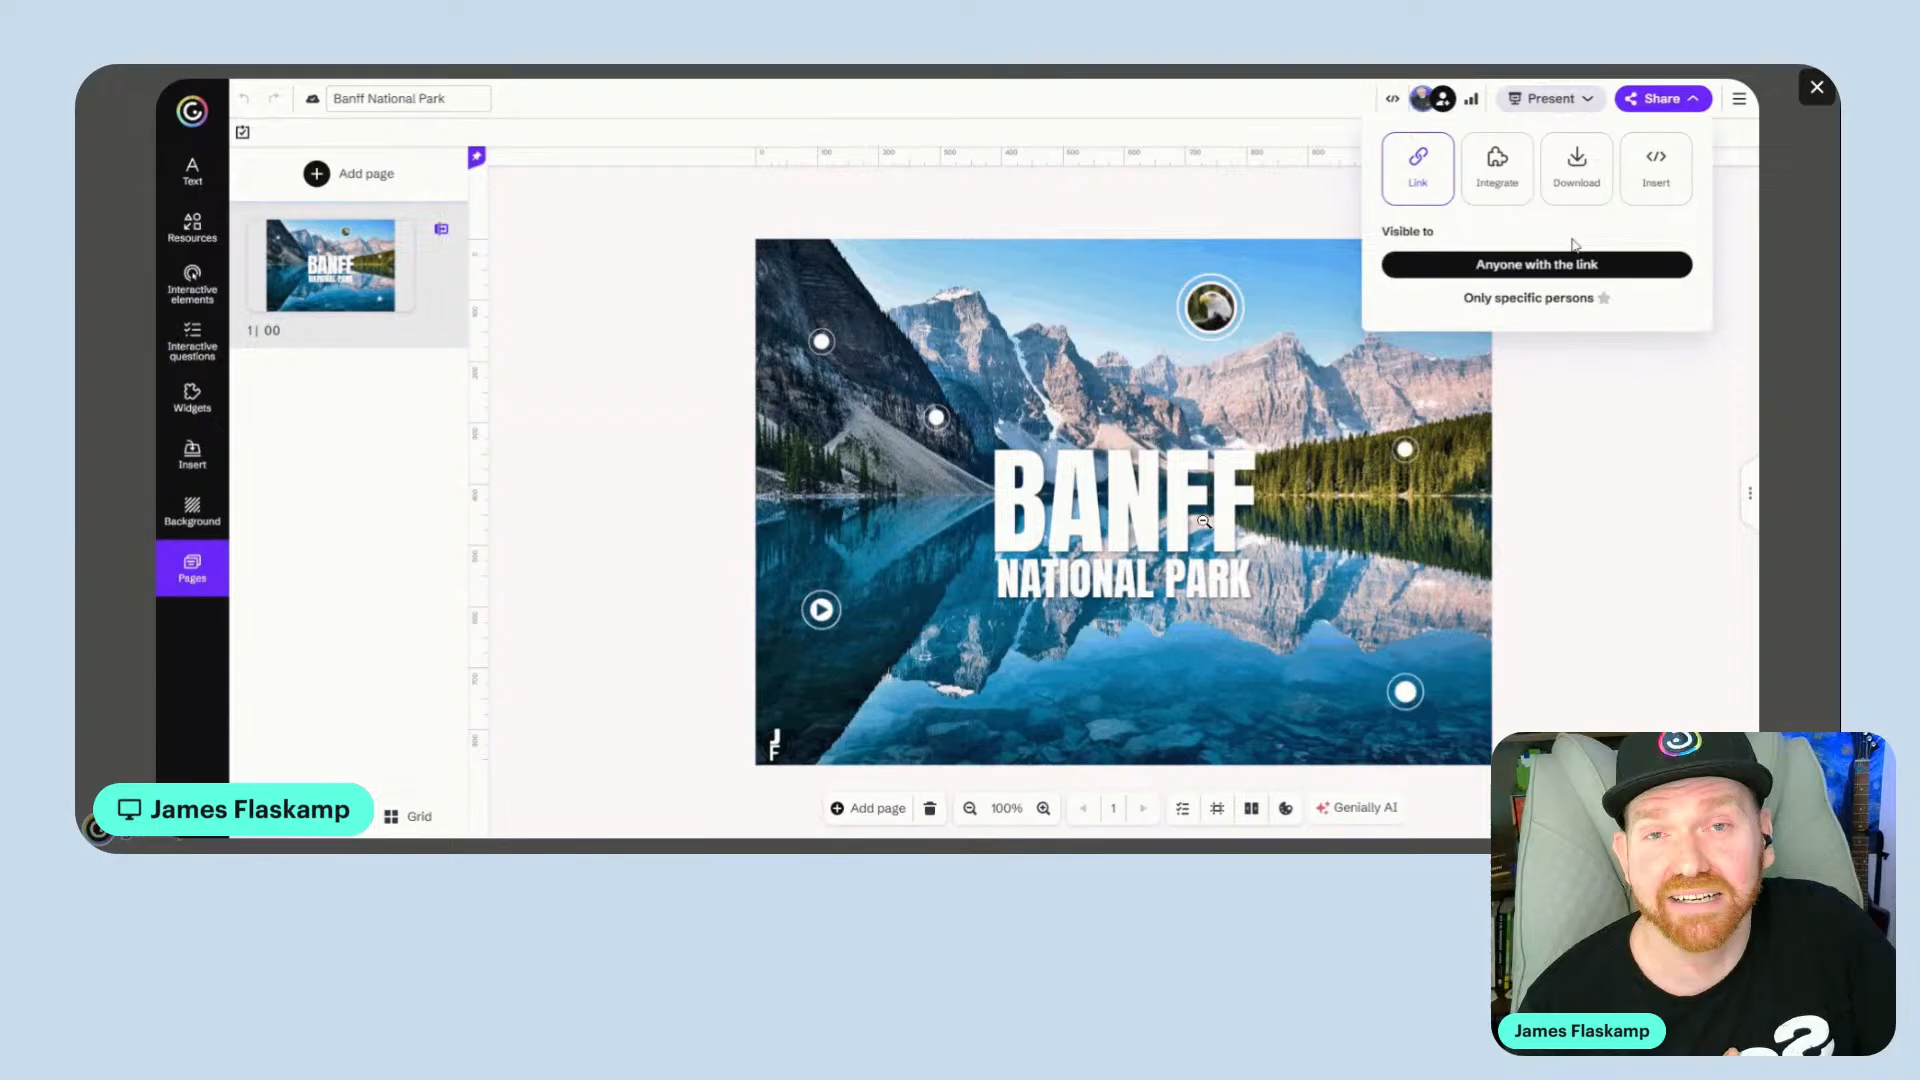 Banff National Park
Present
Share
Text
Add page
Link
Integrate
Download
Insert
Resources
Visible to
Anyone with the link
Only specific persons
Interactive elements
Interactive questions
1| 00
BANFF
NATIONAL PARK
BANFF
NATIONAL PARK
Widgets
Insert
Background
Pages
JF
James Flaskamp
Grid
Add page
100%
1
Genially AI
James Flaskamp